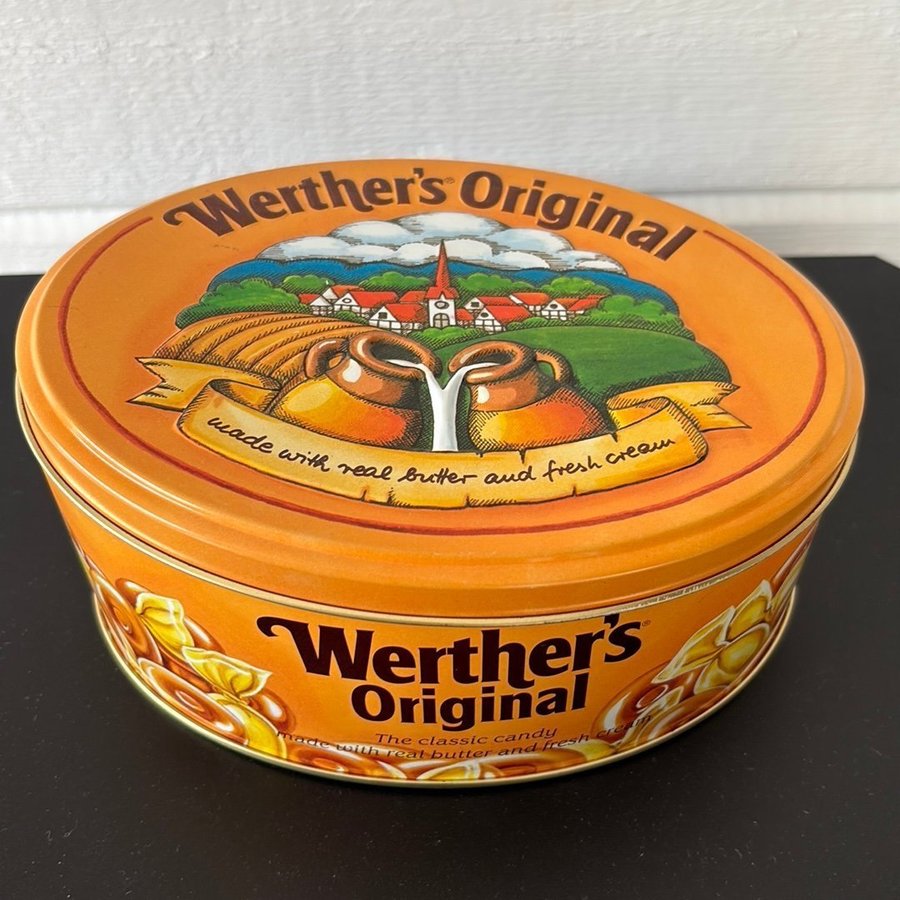 Werther's® Original
made with real butter and fresh cream
Werther's®
Original
The classic candy
made with real butter and fresh cream